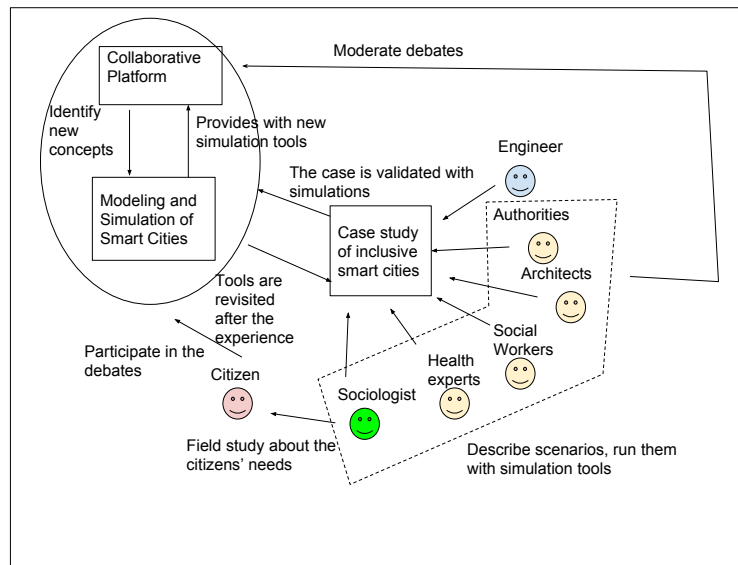 Moderate debates
Collaborative
Platform
Identify
new
concepts
Provides with new
simulation tools
Engineer
The case is validated with
simulations
Modeling and
Simulation of
Smart Cities
Case study
of inclusive
smart cities
Authorities
Architects
Tools are
revisited
after the
experience
Social
Workers
Participate in the
debates
Citizen
Health
experts
Sociologist
Field study about the
citizens’ needs
Describe scenarios, run them
with simulation tools